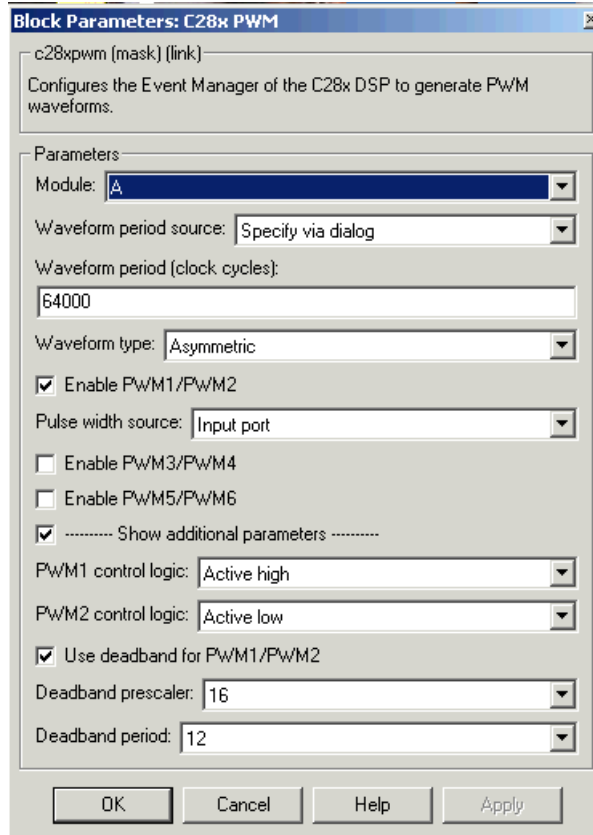 Block Parameters: C28x PWM
c28xpwm (mask) (link)
Configures the Event Manager of the C28x DSP to generate PWM
waveforms.
Parameters
Module: A
Waveform period source: Specify via dialog
Waveform period (clock cycles):
64000
Waveform type: Asymmetric
Enable PWM1/PWM2
Pulse width source: Input port
Enable PWM3/PWM4
Enable PWM5/PWM6
---------- Show additional parameters ----------
PWM1 control logic: Active high
PWM2 control logic: Active low
Use deadband for PWM1/PWM2
Deadband prescaler: 16
Deadband period: 12
OK Cancel Help Apply